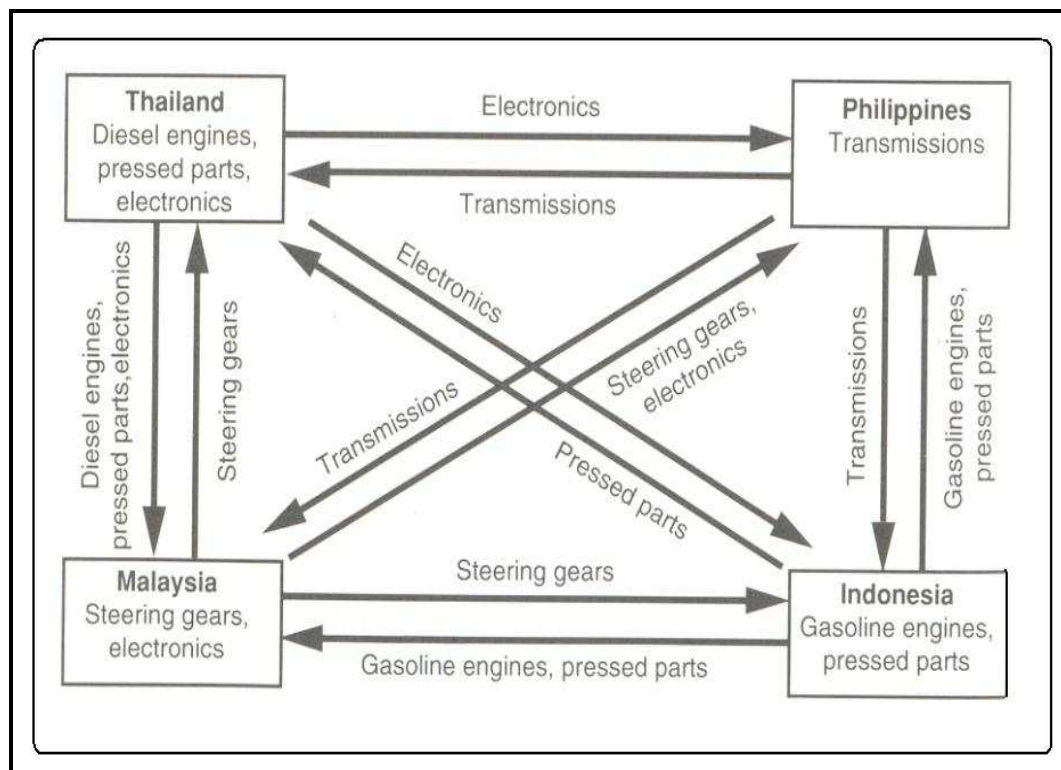 Thailand
Diesel engines,
pressed parts,
electronics
Electronics
Transmissions
Philippines
Transmissions
Diesel engines,
pressed parts,electronics
Steering gears
Electronics
Transmissions
Steering gears,
electronics
Pressed parts
Transmissions
Gasoline engines,
pressed parts
Malaysia
Steering gears,
electronics
Steering gears
Gasoline engines, pressed parts
Indonesia
Gasoline engines,
pressed parts